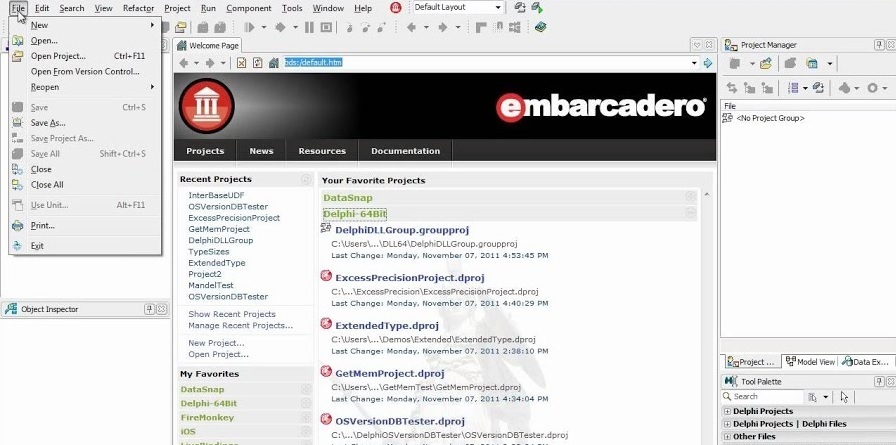 File Edit Search View Refactor Project Run Component Tools Window Help Default Layout
New
Open...
Open Project... Ctrl+F11
Open From Version Control...
Reopen
Save Ctrl+S
Save As...
Save Project As...
Save All Shift+Ctrl+S
Close
Close All
Use Unit... Alt+F11
Print...
Exit
Object Inspector
Welcome Page
bds:/default.htm
embarcadero
Projects News Resources Documentation
Recent Projects
InterBaseUDF
OSVersionDBTester
ExcessPrecisionProject
GetMemProject
DelphiDLLGroup
TypeSizes
ExtendedType
Project2
MandelTest
OSVersionDBTester
Show Recent Projects
Manage Recent Projects...
New Project...
Open Project...
My Favorites
DataSnap
Delphi-64Bit
FireMonkey
iOS
Your Favorite Projects
DataSnap
Delphi-64Bit
DelphiDLLGroup.groupproj
C:\Users\...\DLL64\DelphiDLLGroup.groupproj
Last Change: Monday, November 07, 2011 4:53:45 PM
ExcessPrecisionProject.dproj
C:\...\ExcessPrecision\ExcessPrecisionProject.dproj
Last Change: Monday, November 07, 2011 4:40:29 PM
ExtendedType.dproj
C:\Users\...\Demos\Extended\ExtendedType.dproj
Last Change: Monday, November 07, 2011 2:38:10 PM
GetMemProject.dproj
C:\Users\...\GetMemTest\GetMemProject.dproj
Last Change: Monday, November 07, 2011 4:34:04 PM
OSVersionDBTester.dproj
C:\...\DelphiOSVersionDBTester\OSVersionDBTester.dproj
Project Manager
File
<No Project Group>
Project ... Model View Data Ex...
Tool Palette
Search
Delphi Projects
Delphi Projects | Delphi Files
Other Files